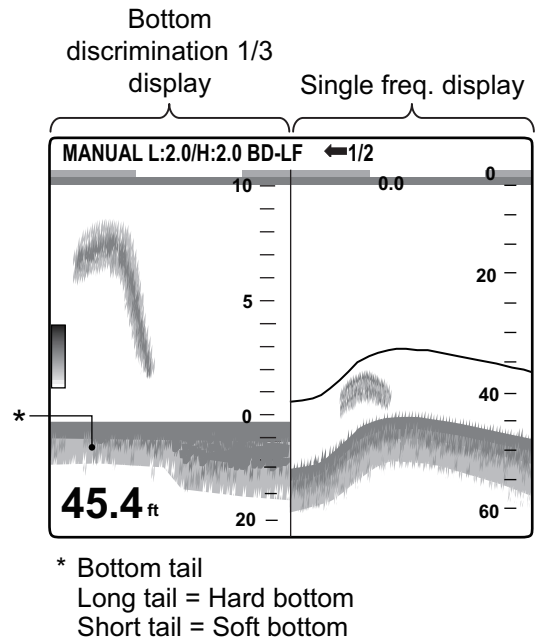 Bottom
discrimination 1/3
display
Single freq. display
MANUAL L:2.0/H:2.0 BD-LF ⬅1/2
10
5
0
20
0.0
0
20
40
60
*
45.4 ft
* Bottom tail
Long tail = Hard bottom
Short tail = Soft bottom